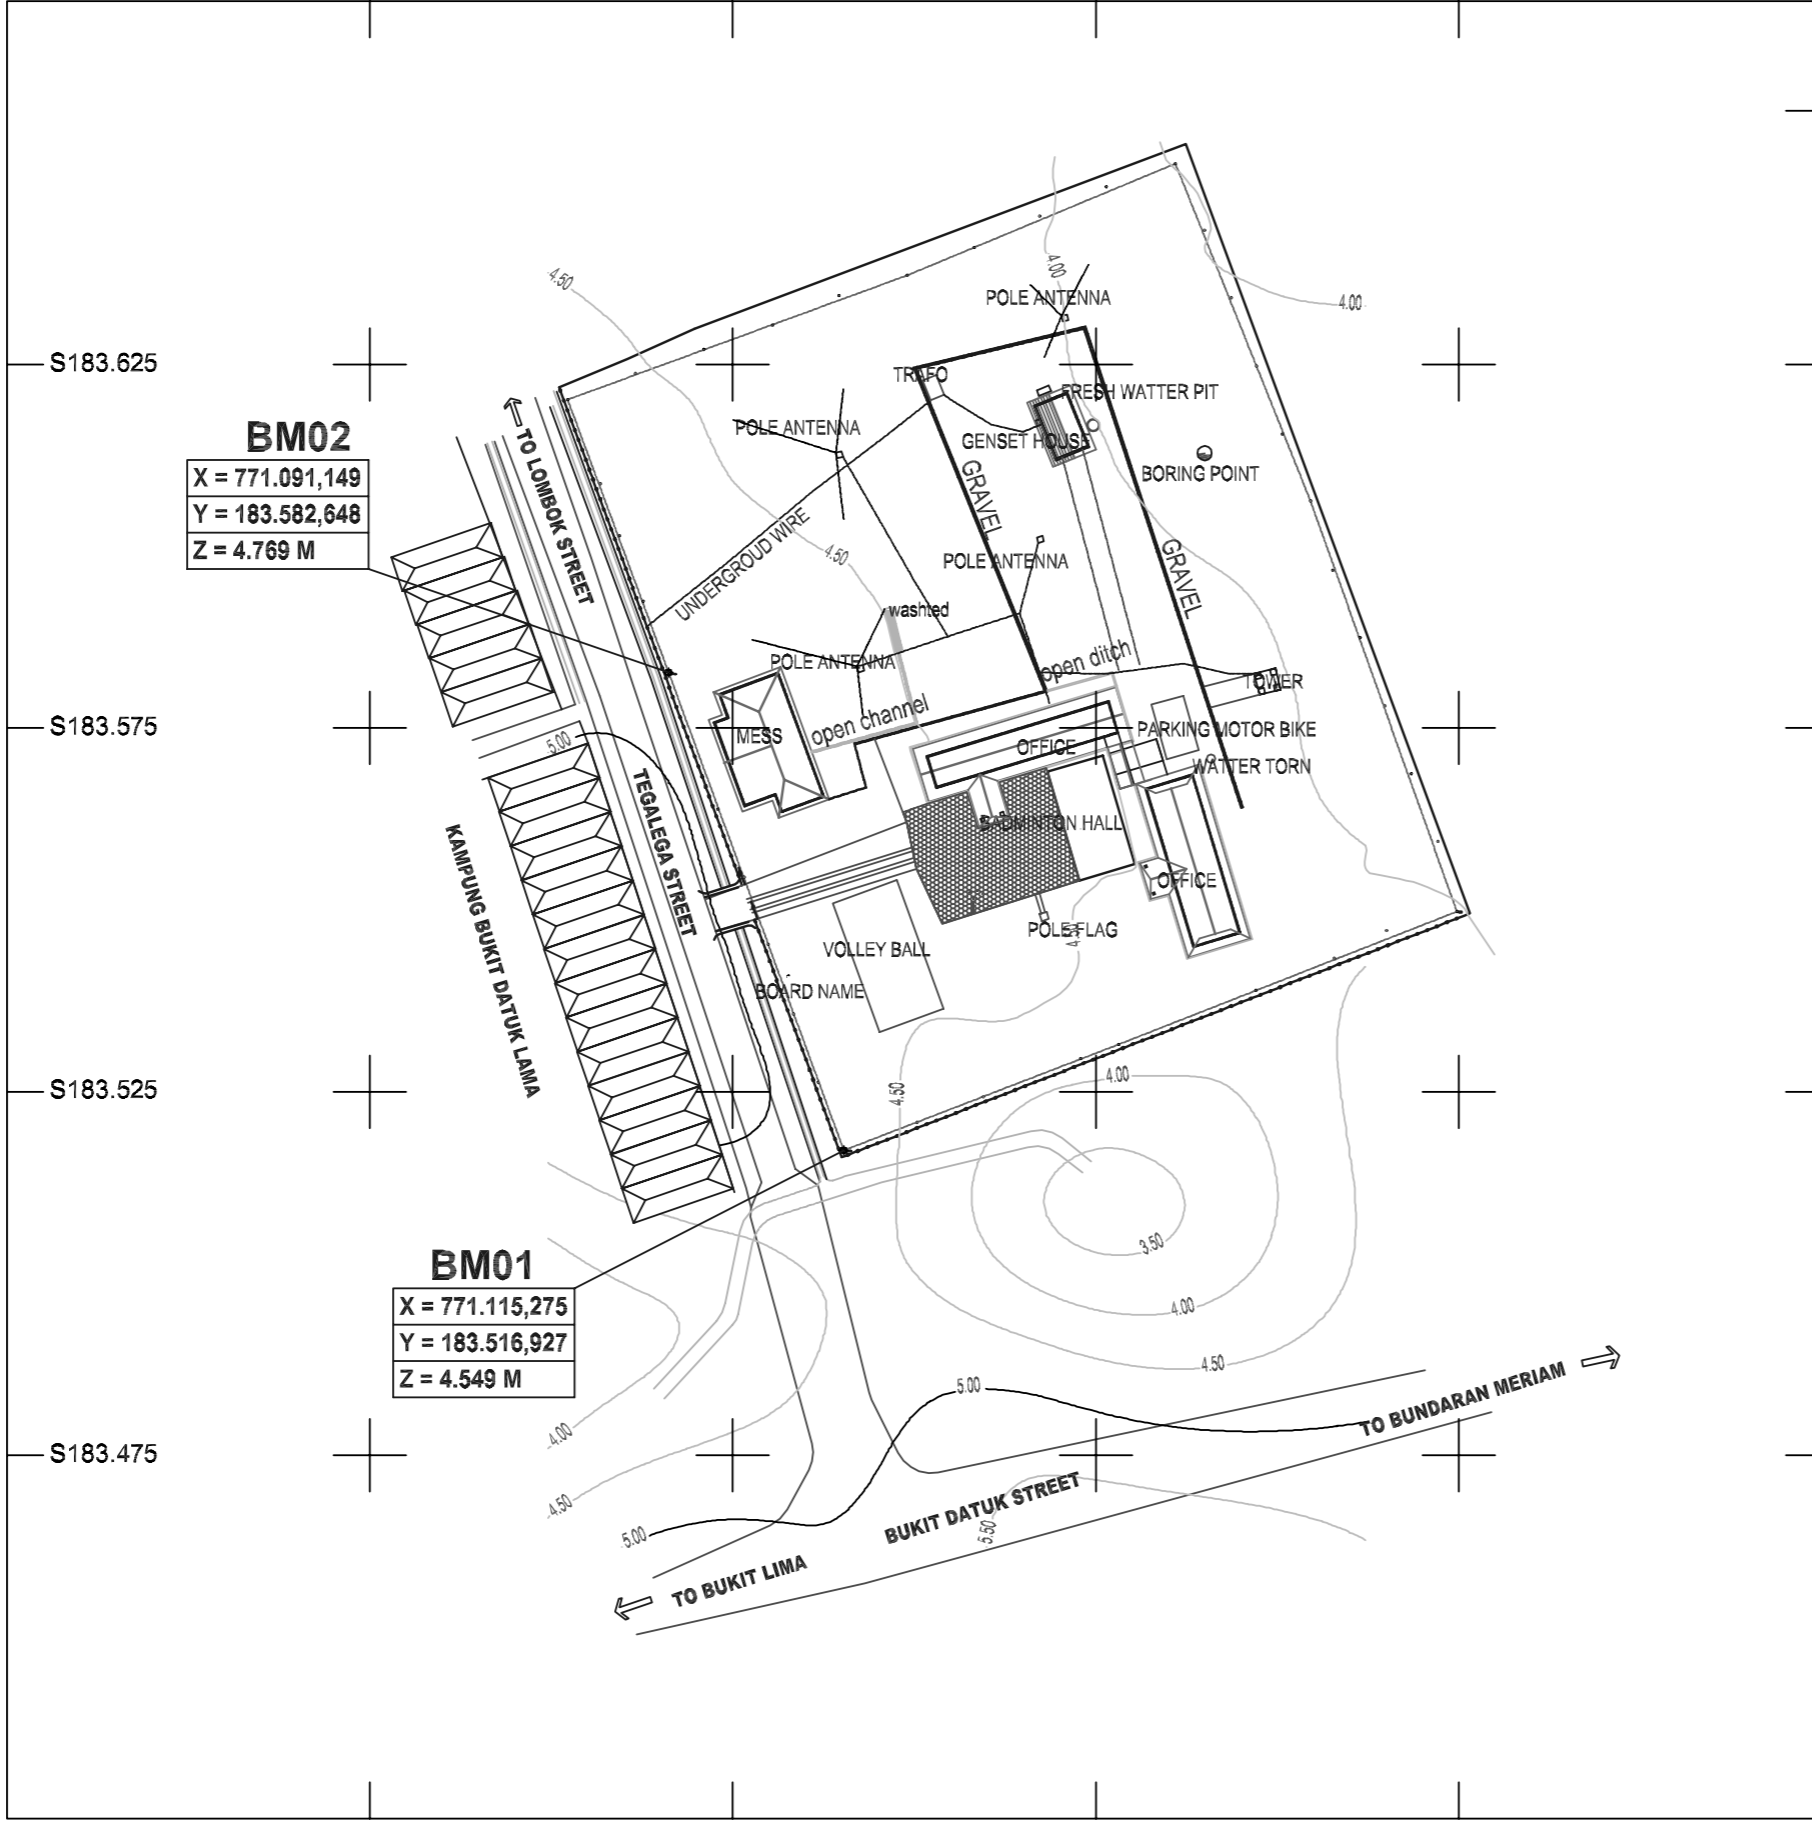 4.50
4.00
POLE ANTENNA
4.00
S183.625
TRAFO
FRESH WATTER PIT
BM02
X = 771.091,149
Y = 183.582,648
Z = 4.769 M
TO LOMBOK STREET
POLE ANTENNA
GENSET HOUSE
GRAVEL
BORING POINT
UNDERGROUD WIRE
4.50
POLE ANTENNA
GRAVEL
washted
POLE ANTENNA
open ditch
TOWER
S183.575
5.00
MESS
open channel
OFFICE
PARKING MOTOR BIKE
WATTER TORN
TEGALEGA STREET
KAMPUNG BUKIT DATUK LAMA
BADMINTON HALL
OFFICE
POLE FLAG
4.50
VOLLEY BALL
BOARD NAME
S183.525
4.50
4.00
3.50
4.00
4.50
BM01
X = 771.115,275
Y = 183.516,927
Z = 4.549 M
5.00
TO BUNDARAN MERIAM
S183.475
4.00
4.50
5.00
BUKIT DATUK STREET
5.50
TO BUKIT LIMA